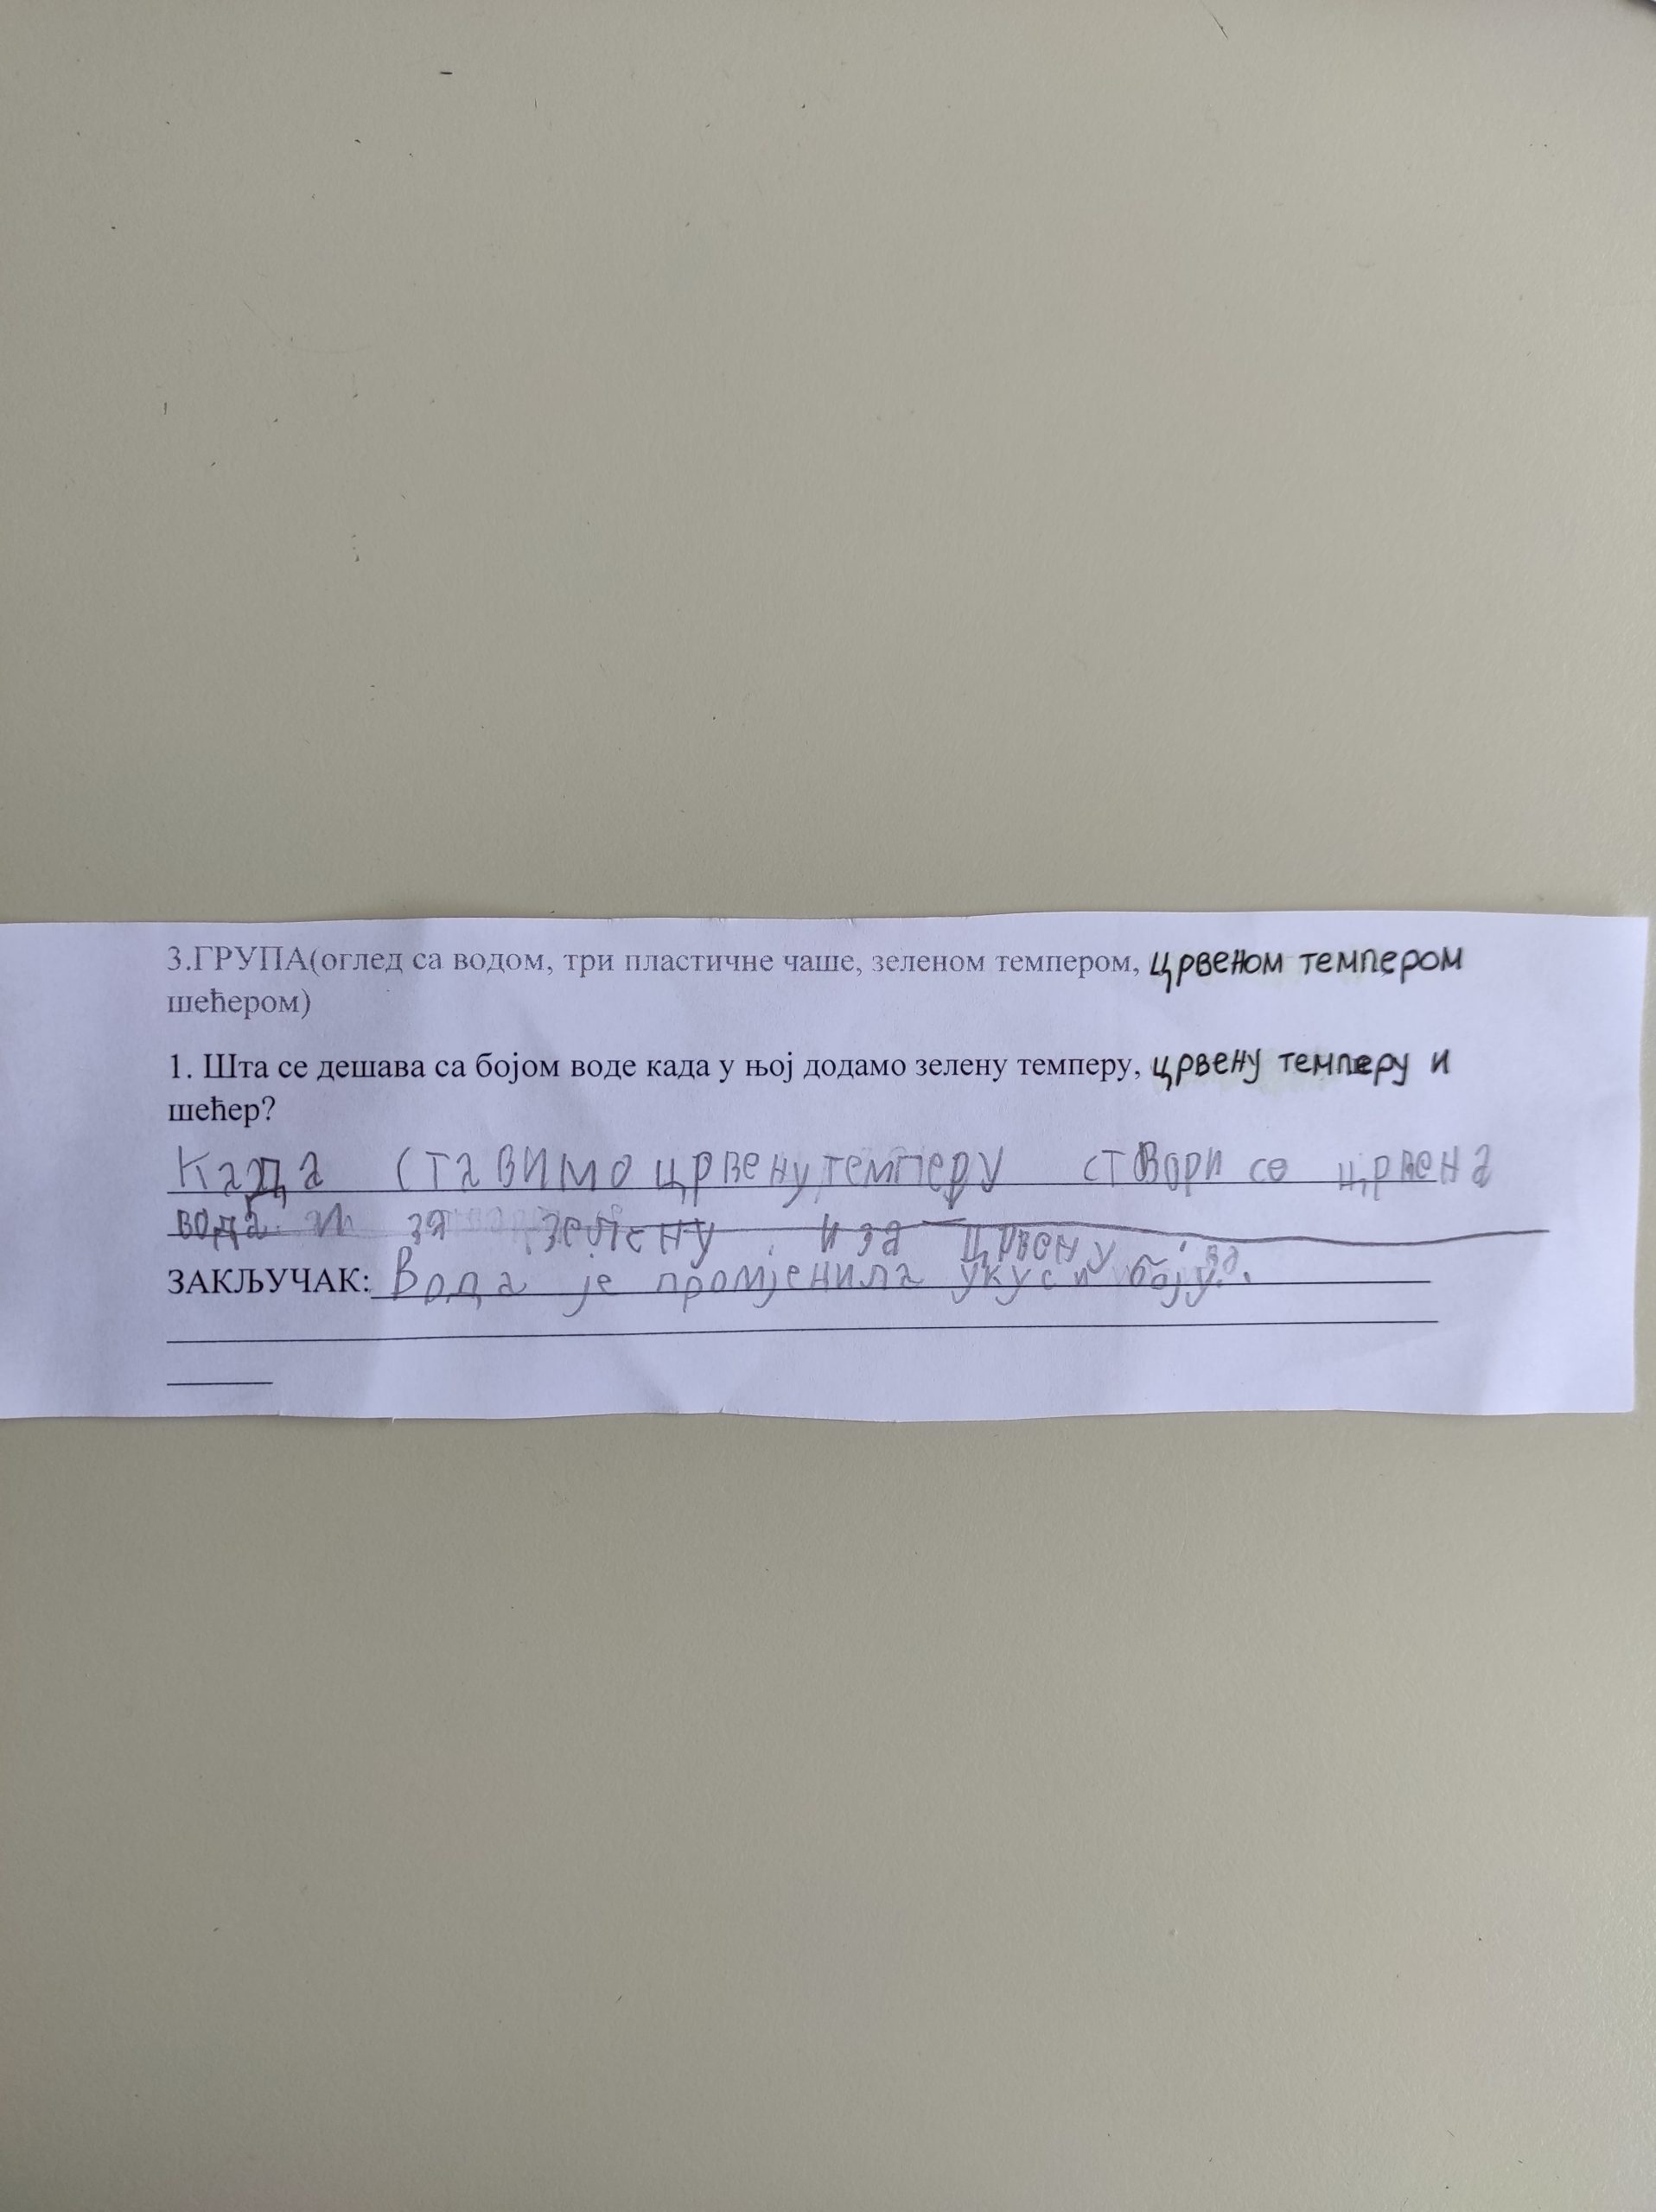 3.ГРУПА(оглед са водом, три пластичне чаше, зеленом темпером, црвеном темпером
шећером)
1. Шта се дешава са бојом воде када у њој додамо зелену темперу, црвену темперу и
шећер?
Када ставимо црвену темперу створи се црвена
вода. за зелену и за црвену
ЗАКЉУЧАК: Вода је промјенила укус и боју.